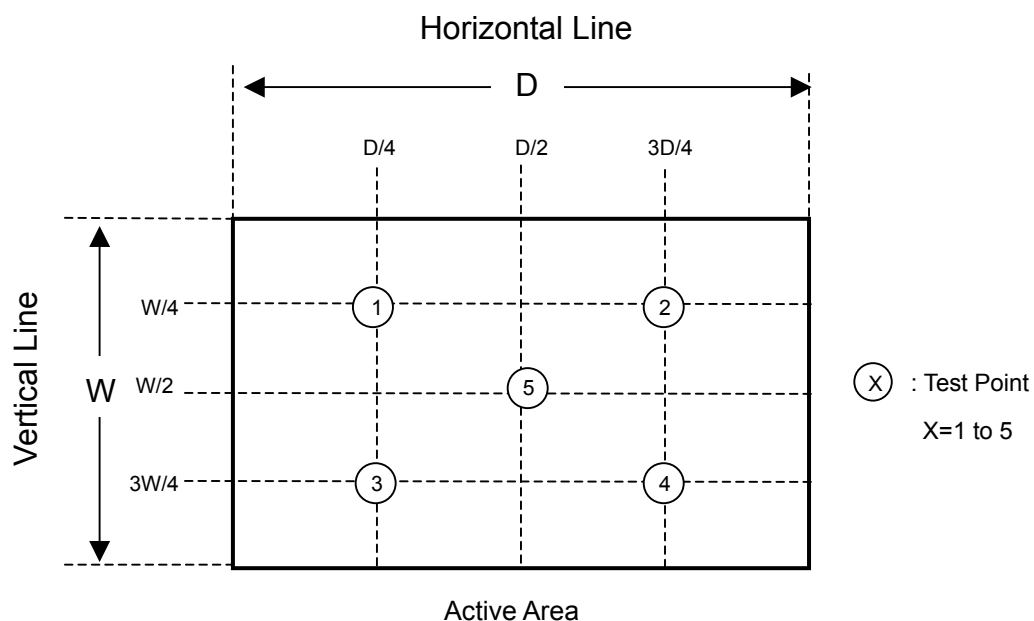 Horizontal Line
D
D/4 D/2 3D/4
W/4 1 2
Vertical Line
W W/2 5 X : Test Point
X=1 to 5
3W/4 3 4
Active Area